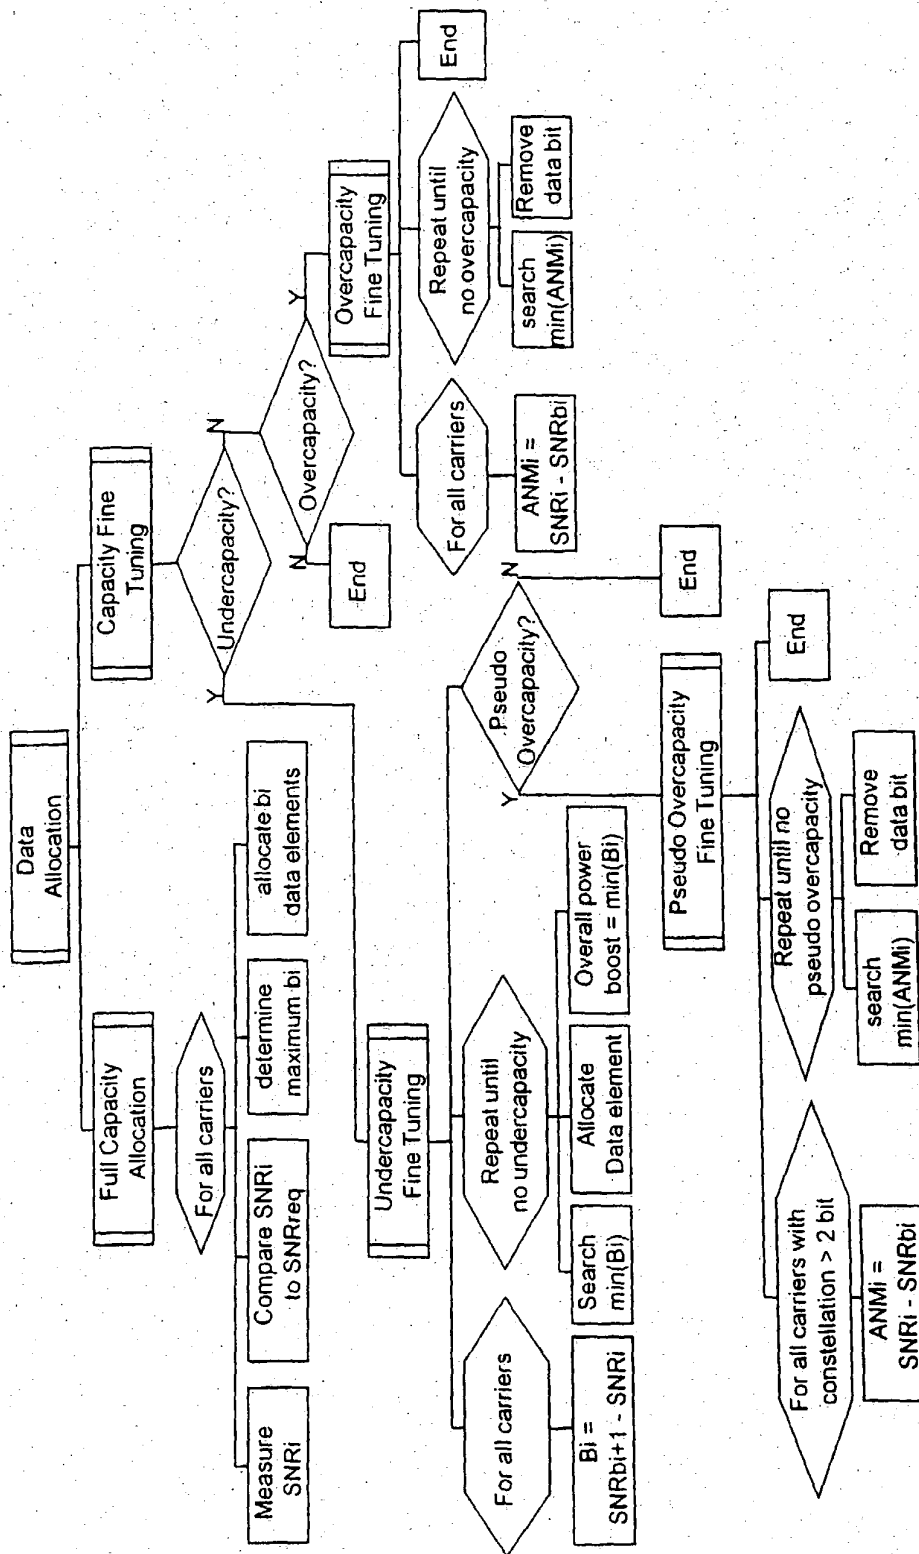 Data
Allocation
Full Capacity
Allocation
Capacity Fine
Tuning
For all carriers
Measure
SNRi
Compare SNRi
to SNRreq
determine
maximum bi
allocate bi
data elements
Undercapacity?
Y
N
Overcapacity?
N
Y
End
Overcapacity
Fine Tuning
For all carriers
ANMi =
SNRi - SNRbi
Repeat until
no overcapacity
search
min(ANMi)
Remove
data bit
End
Undercapacity
Fine Tuning
For all carriers
Bi =
SNRbi+1 - SNRi
Repeat until
no undercapacity
Search
min(Bi)
Allocate
Data element
Overall power
boost = min(Bi)
Pseudo
Overcapacity?
Y
N
End
Pseudo Overcapacity
Fine Tuning
For all carriers with
constellation > 2 bit
ANMi =
SNRi - SNRbi
Repeat until no
pseudo overcapacity
search
min(ANMi)
Remove
data bit
End